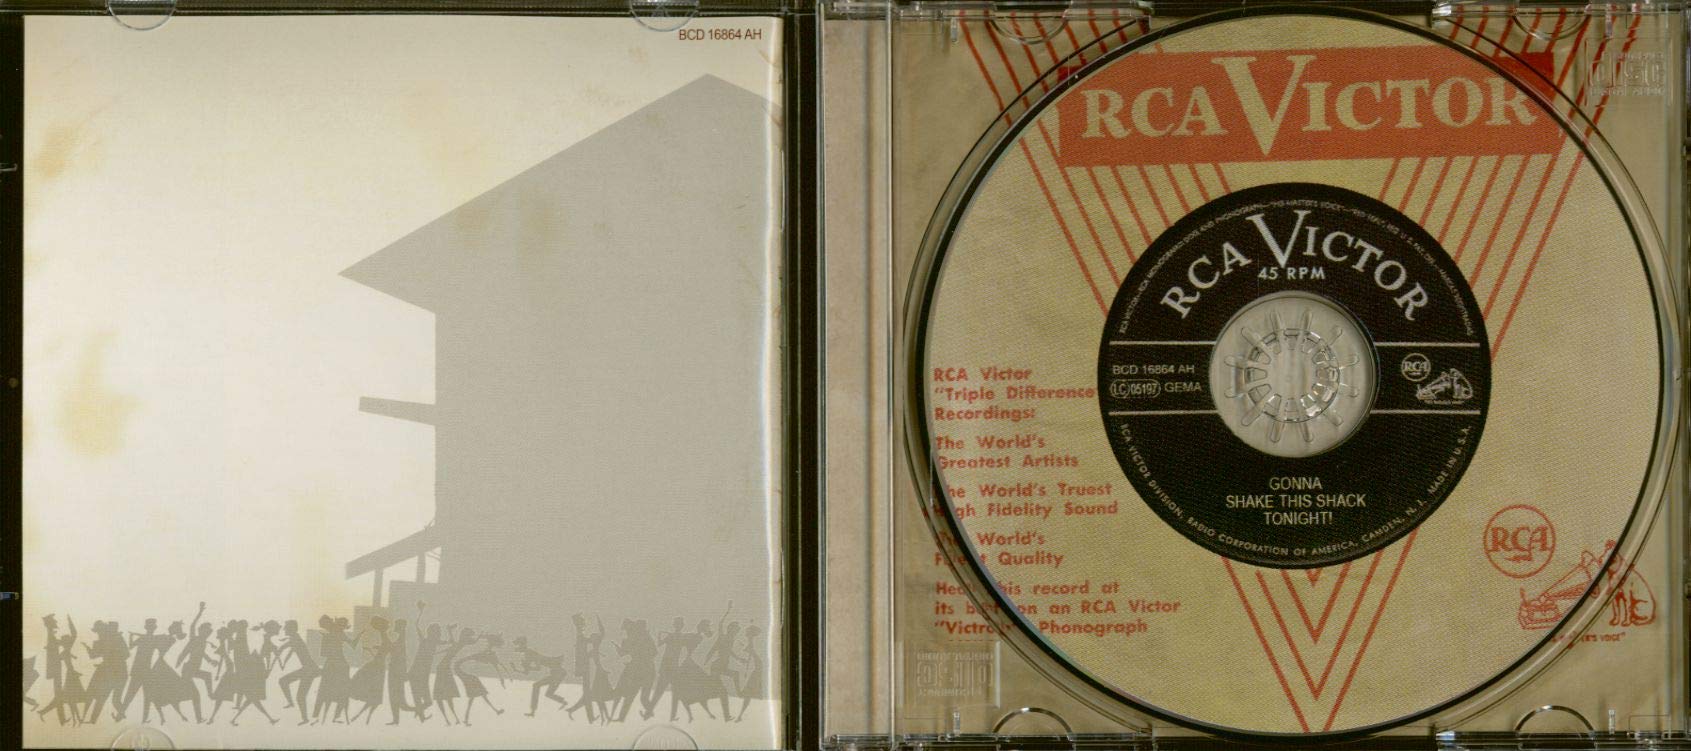 BCD 16864 AH
RCA VICTOR
RCA VICTOR
45 RPM
BCD 16864 AH
LC 05197 GEMA
RCA
GONNA
SHAKE THIS SHACK
TONIGHT!
RCA VICTOR DIVISION, RADIO CORPORATION OF AMERICA, CAMDEN, N. J. MADE IN U.S.A.
RCA Victor
"Triple Difference
Recordings:
The World's
Greatest Artists
The World's Truest
High Fidelity Sound
The World's
Finest Quality
Hear this record at
its best on an RCA Victor
"Victrola" Phonograph
RCA
disc
DIGITAL AUDIO